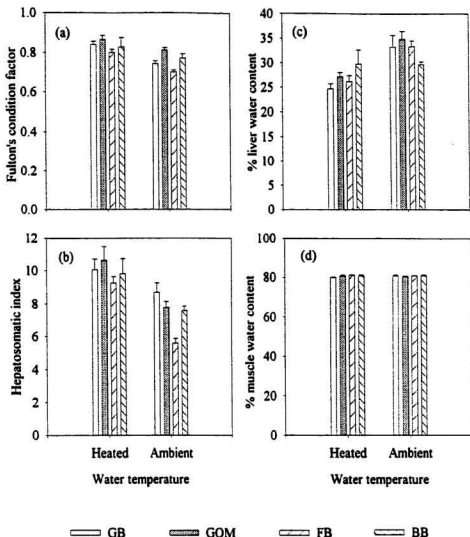 (a)
Fulton's condition factor
1.0
0.8
0.6
0.4
0.2
0.0
(c)
% liver water content
40
35
30
25
20
15
10
5
0
(b)
Hepatosomatic index
12
10
8
6
4
2
0
Heated Ambient
Water temperature
(d)
% muscle water content
100
80
60
40
20
0
Heated Ambient
Water temperature
GB GOM FB BB